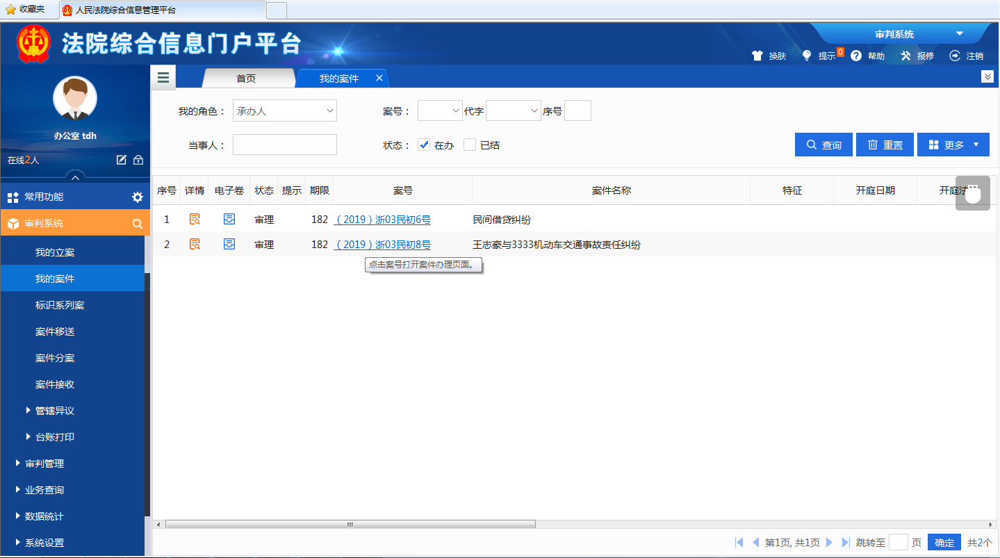 收藏夹 人民法院综合信息管理平台
法院综合信息门户平台
审判系统
换肤 提示 0 帮助 报修 注销
首页 我的案件
办公室 tdh
在线2人
常用功能
审判系统
我的立案
我的案件
标识系列案
案件移送
案件分案
案件接收
管辖异议
台账打印
审判管理
业务查询
数据统计
系统设置
我的角色： 承办人 案号： 代字 序号
当事人： 状态： 在办 已结 查询 重置 更多
序号 详情 电子卷 状态 提示 期限 案号 案件名称 特征 开庭日期 开庭法
1 审理 182 （2019）浙03民初6号 民间借贷纠纷
2 审理 182 （2019）浙03民初8号 王志豪与3333机动车交通事故责任纠纷
点击案号打开案件办理页面。
第1页, 共1页 跳转至 页 确定 共2个